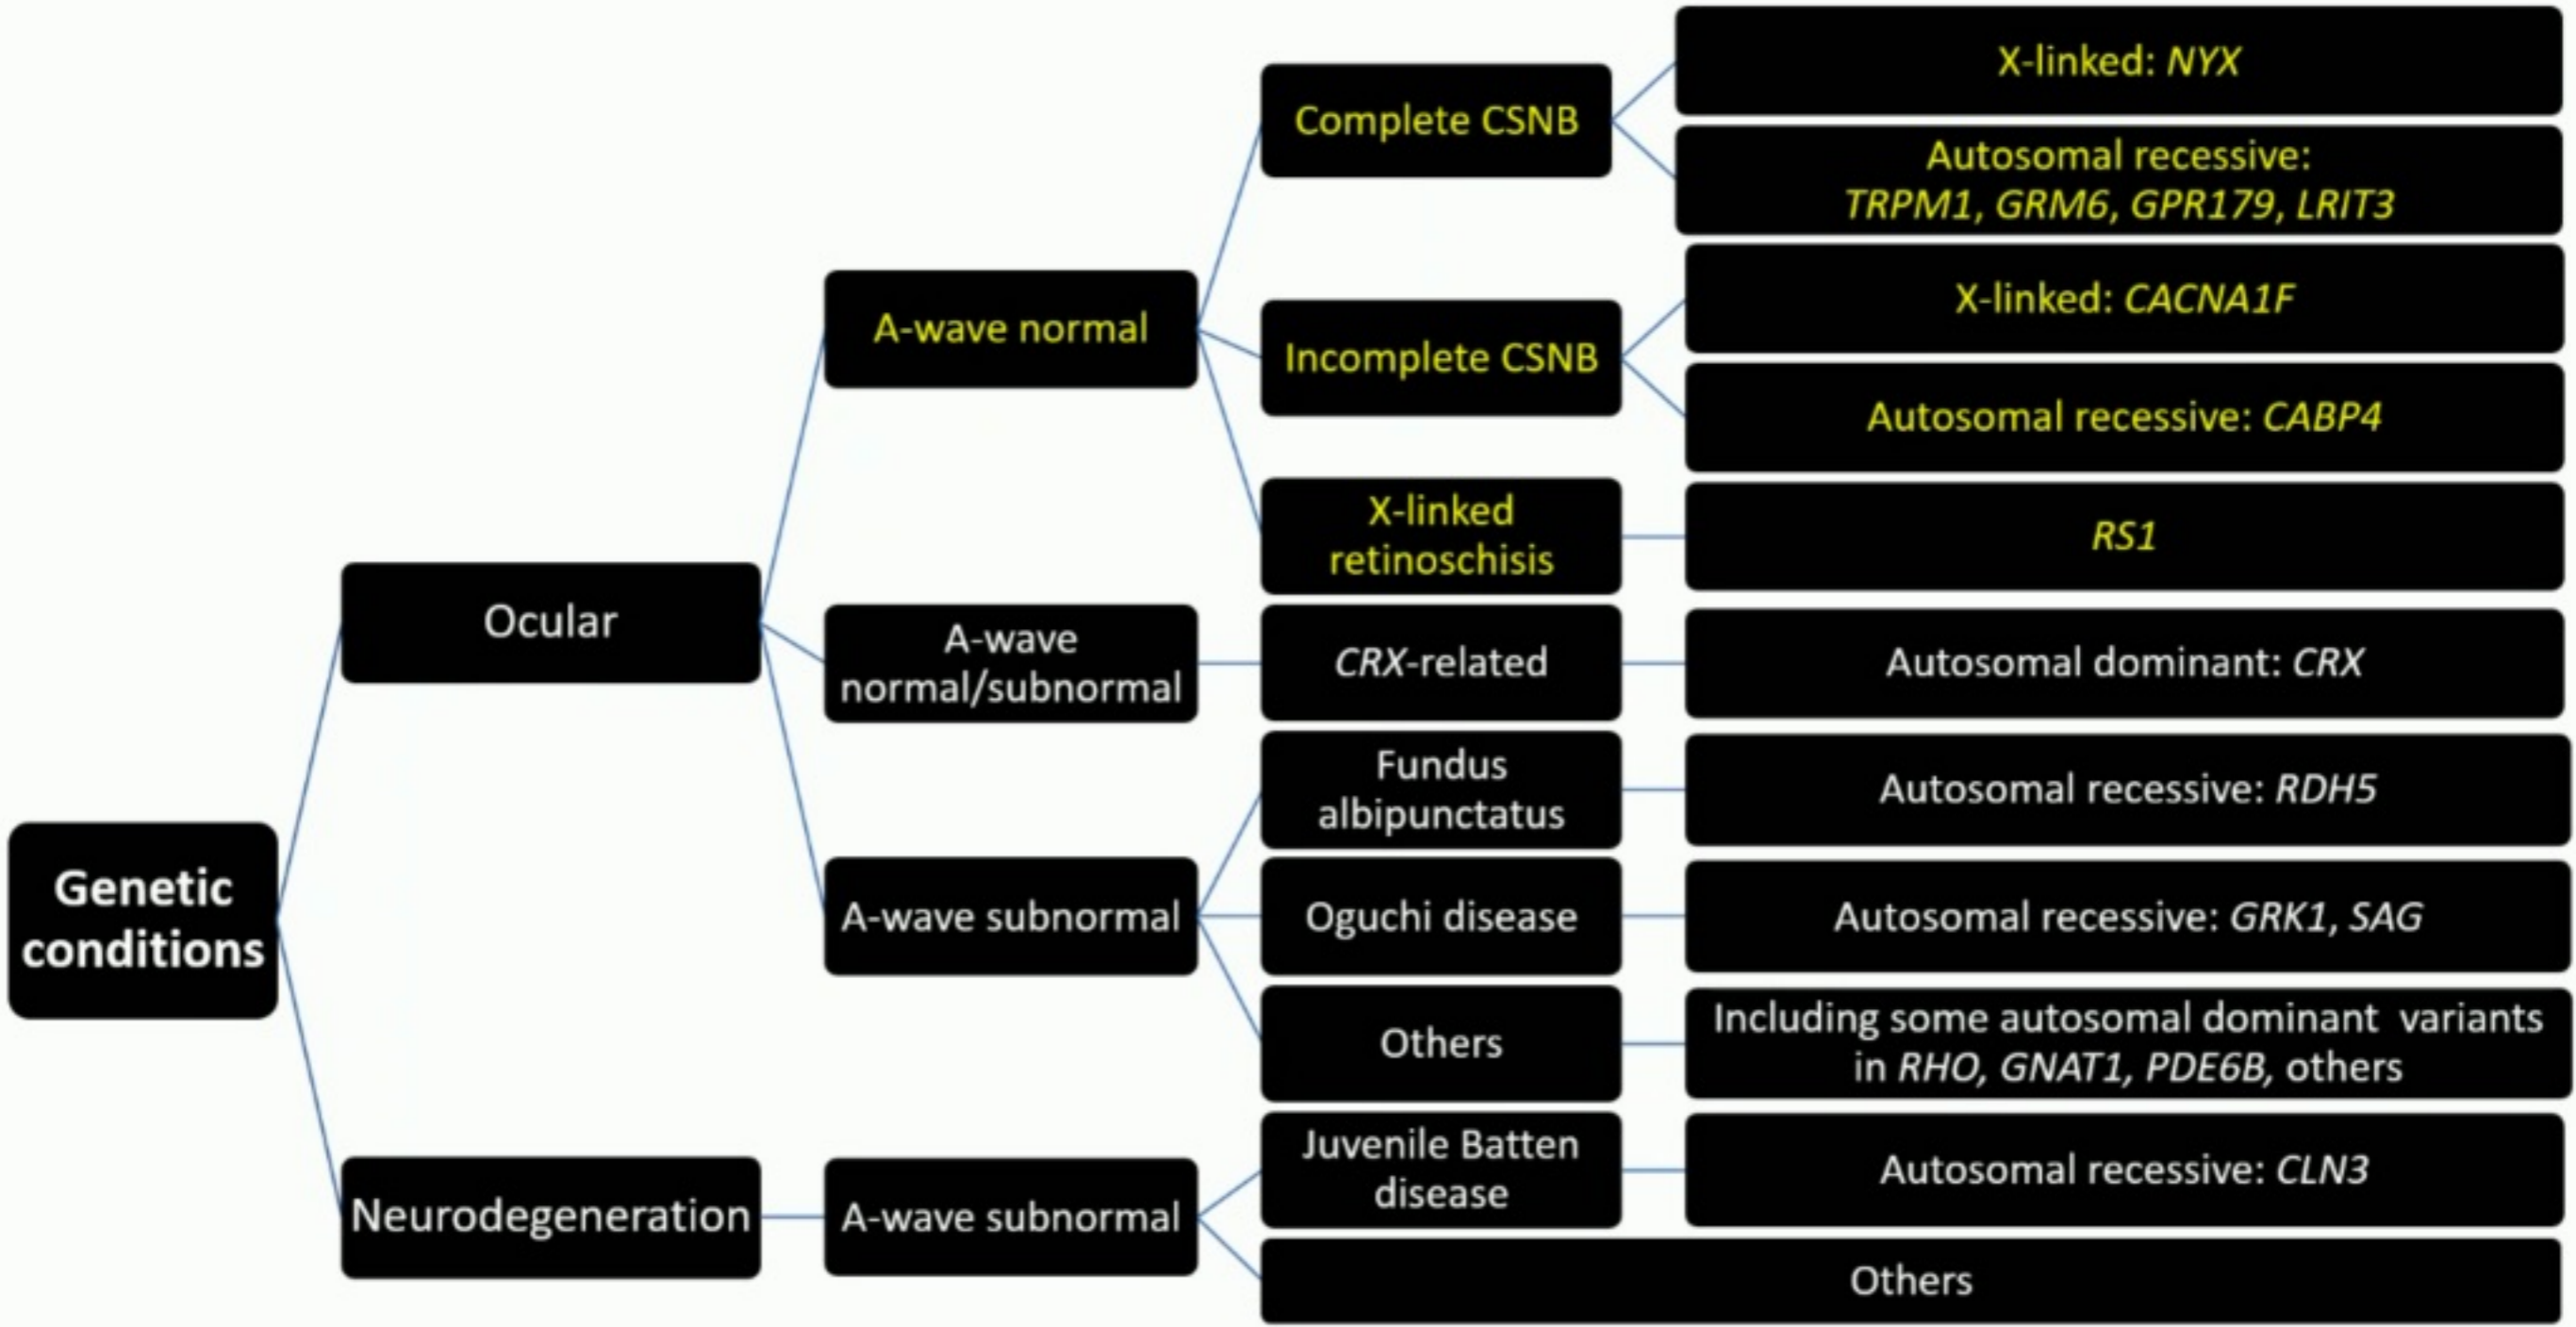 Genetic
conditions
Ocular
A-wave normal
Complete CSNB
X-linked: NYX
Autosomal recessive:
TRPM1, GRM6, GPR179, LRIT3
Incomplete CSNB
X-linked: CACNA1F
Autosomal recessive: CABP4
X-linked
retinoschisis
RS1
A-wave
normal/subnormal
CRX-related
Autosomal dominant: CRX
A-wave subnormal
Fundus
albipunctatus
Autosomal recessive: RDH5
Oguchi disease
Autosomal recessive: GRK1, SAG
Others
Including some autosomal dominant  variants
in RHO, GNAT1, PDE6B, others
Neurodegeneration
A-wave subnormal
Juvenile Batten
disease
Autosomal recessive: CLN3
Others